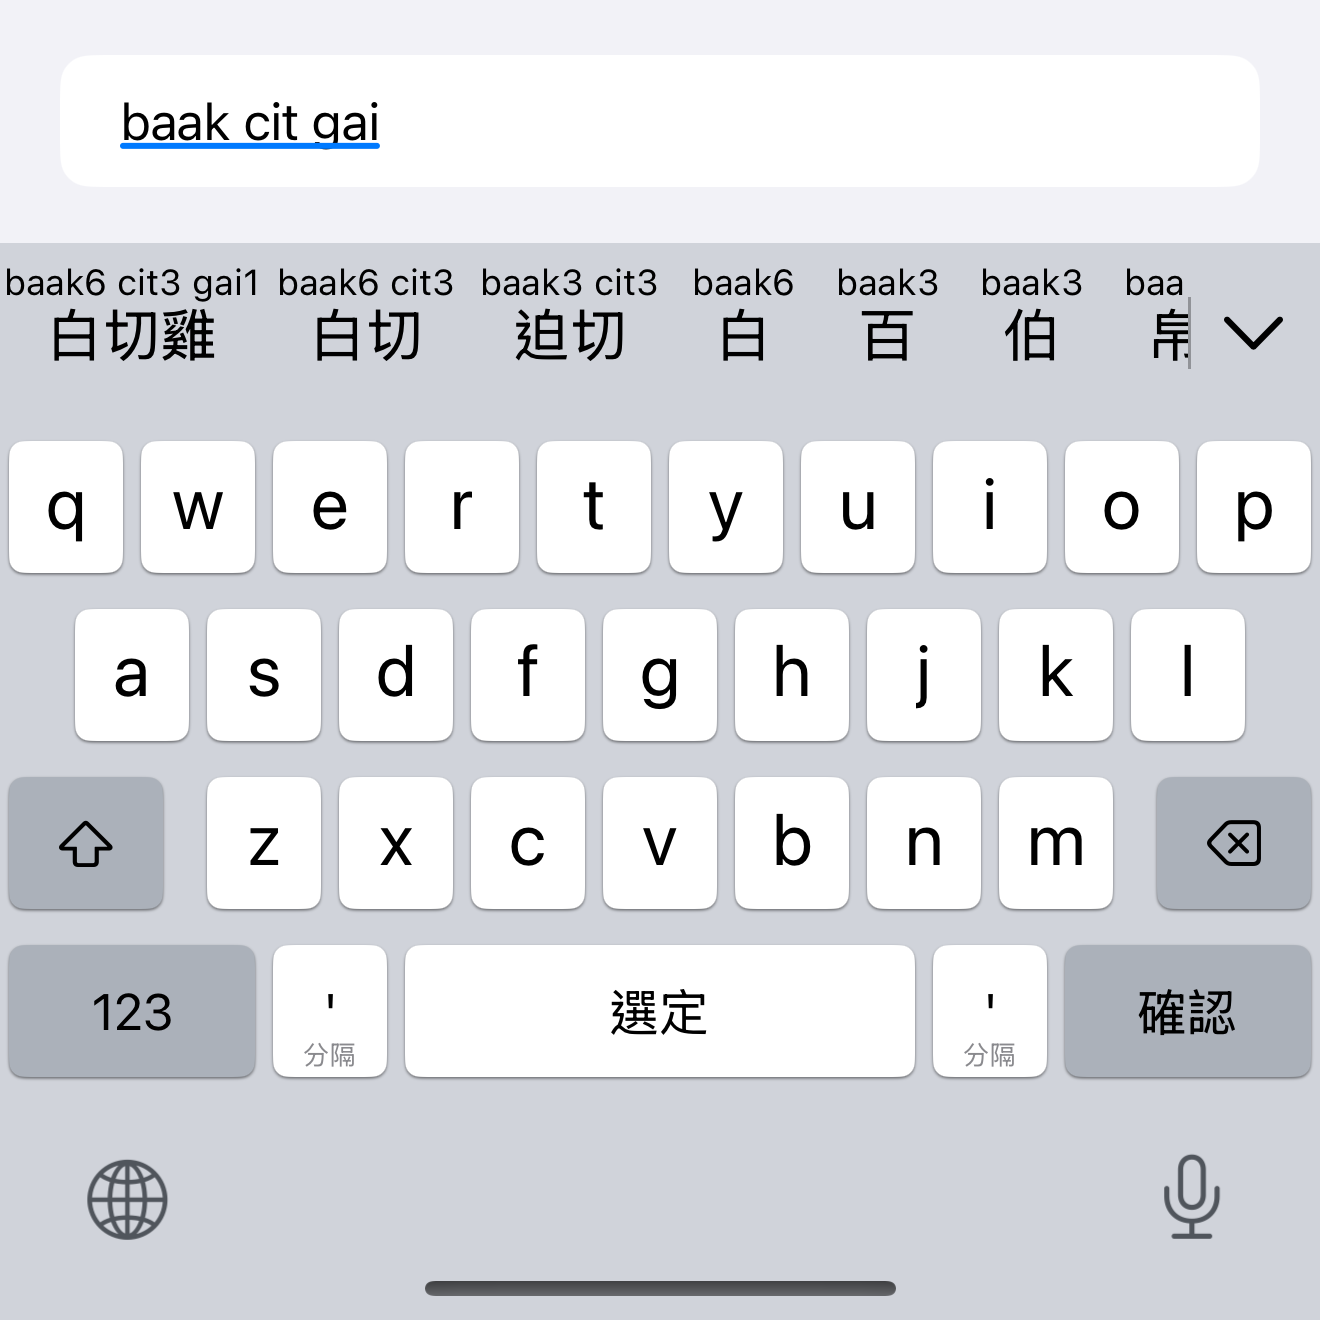 baak cit gai
baak6 cit3 gai1 baak6 cit3 baak3 cit3 baak6 baak3 baak3 baa
白切雞 白切 迫切 白 百 伯 帛
q w e r t y u i o p
a s d f g h j k l
z x c v b n m
123 ' 選定 ' 確認
分隔 分隔